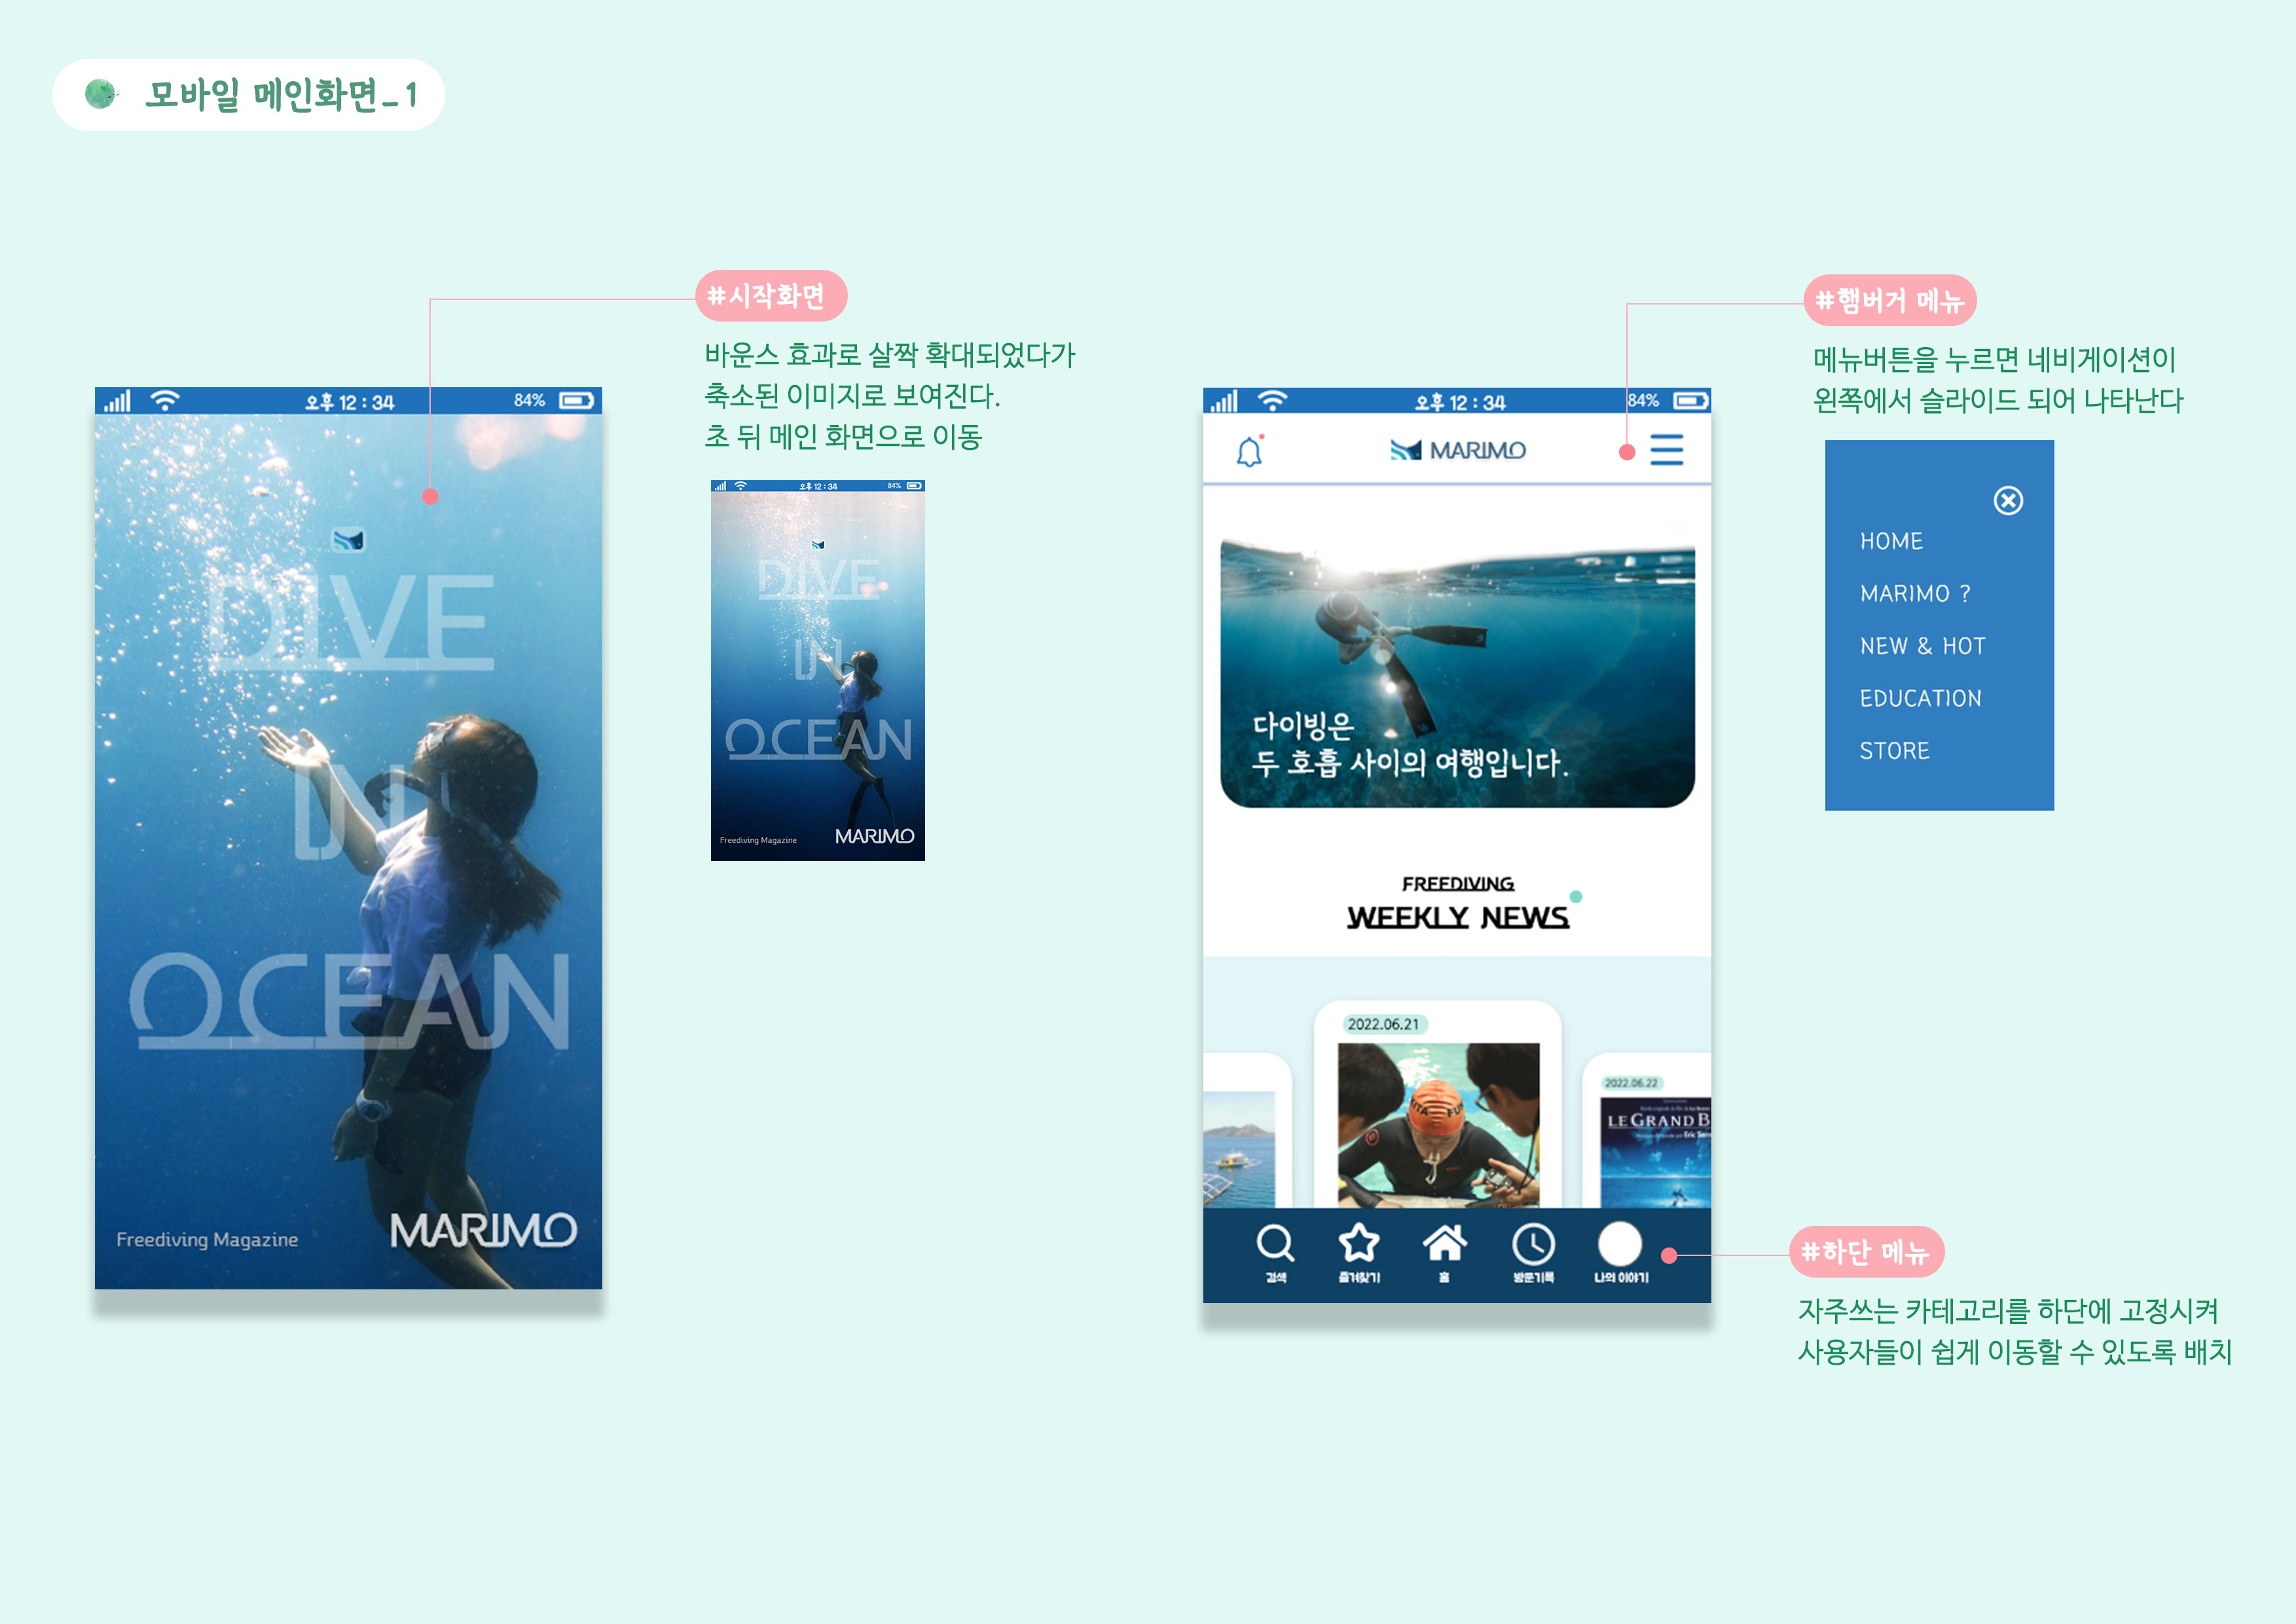 모바일 메인화면_1
#시작화면
바운스 효과로 살짝 확대되었다가
축소된 이미지로 보여진다.
초 뒤 메인 화면으로 이동
오후 12 : 34
84%
DIVE
IN
OCEAN
Freediving Magazine
MARIMO
오후 12 : 34
84%
DIVE
IN
OCEAN
Freediving Magazine
MARIMO
#햄버거 메뉴
메뉴버튼을 누르면 네비게이션이
왼쪽에서 슬라이드 되어 나타난다
HOME
MARIMO ?
NEW & HOT
EDUCATION
STORE
오후 12 : 34
84%
MARIMO
다이빙은
두 호흡 사이의 여행입니다.
FREEDIVING
WEEKLY NEWS
2022.06.21
2022.06.22
LE GRAND B
검색
즐겨찾기
홈
방문기록
나의 이야기
#하단 메뉴
자주쓰는 카테고리를 하단에 고정시켜
사용자들이 쉽게 이동할 수 있도록 배치